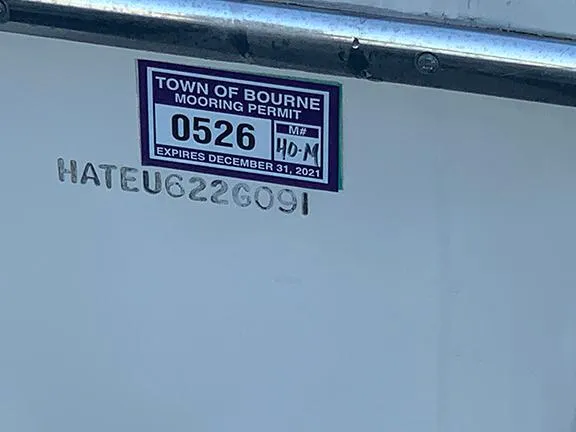 TOWN OF BOURNE
MOORING PERMIT
0526
M#
40-M
EXPIRES DECEMBER 31, 2021
HATEU622G091